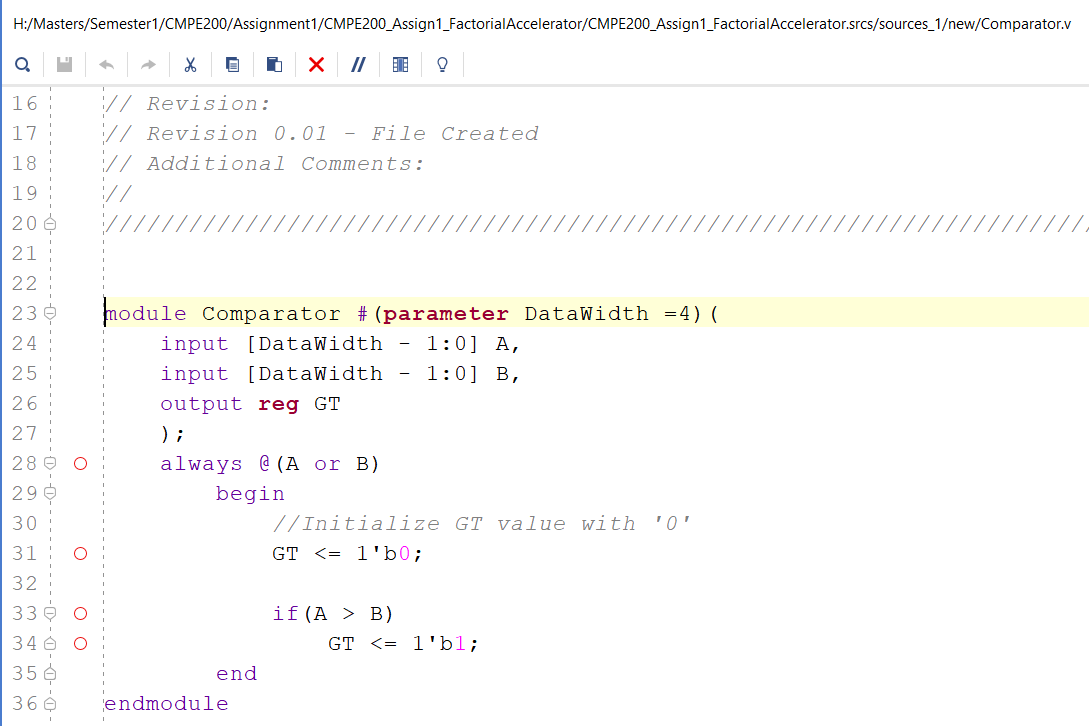 H:/Masters/Semester1/CMPE200/Assignment1/CMPE200_Assign1_FactorialAccelerator/CMPE200_Assign1_FactorialAccelerator.srcs/sources_1/new/Comparator.v
16 // Revision:
17 // Revision 0.01 - File Created
18 // Additional Comments:
19 //
20 //////////////////////////////////////////////////////////////////////
21
22
23 module Comparator #(parameter DataWidth =4)(
24     input [DataWidth - 1:0] A,
25     input [DataWidth - 1:0] B,
26     output reg GT
27     );
28     always @(A or B)
29         begin
30             //Initialize GT value with '0'
31             GT <= 1'b0;
32
33             if(A > B)
34                 GT <= 1'b1;
35         end
36 endmodule